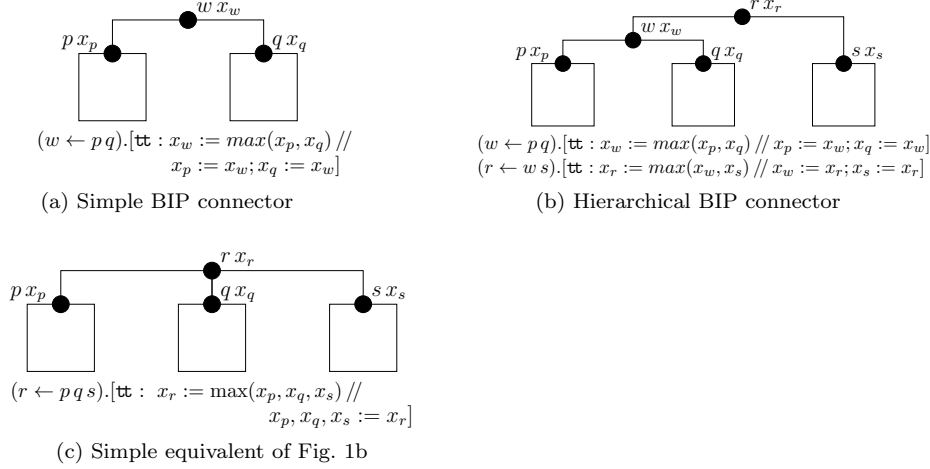 w x_w
p x_p
q x_q
(w ← p q).[tt : x_w := max(x_p, x_q) //
x_p := x_w; x_q := x_w]
(a) Simple BIP connector
r x_r
w x_w
p x_p
q x_q
s x_s
(w ← p q).[tt : x_w := max(x_p, x_q) // x_p := x_w; x_q := x_w]
(r ← w s).[tt : x_r := max(x_w, x_s) // x_w := x_r; x_s := x_r]
(b) Hierarchical BIP connector
r x_r
p x_p
q x_q
s x_s
(r ← p q s).[tt : x_r := max(x_p, x_q, x_s) //
x_p, x_q, x_s := x_r]
(c) Simple equivalent of Fig. 1b